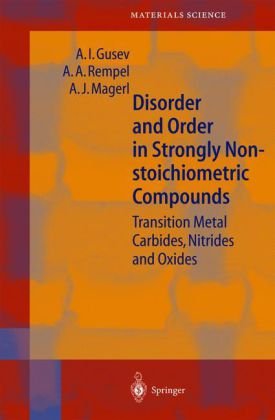 MATERIALS SCIENCE
A. I. Gusev
A. A. Rempel
A. J. Magerl
Disorder
and Order
in Strongly Non-
stoichiometric
Compounds
Transition Metal
Carbides, Nitrides
and Oxides
Springer